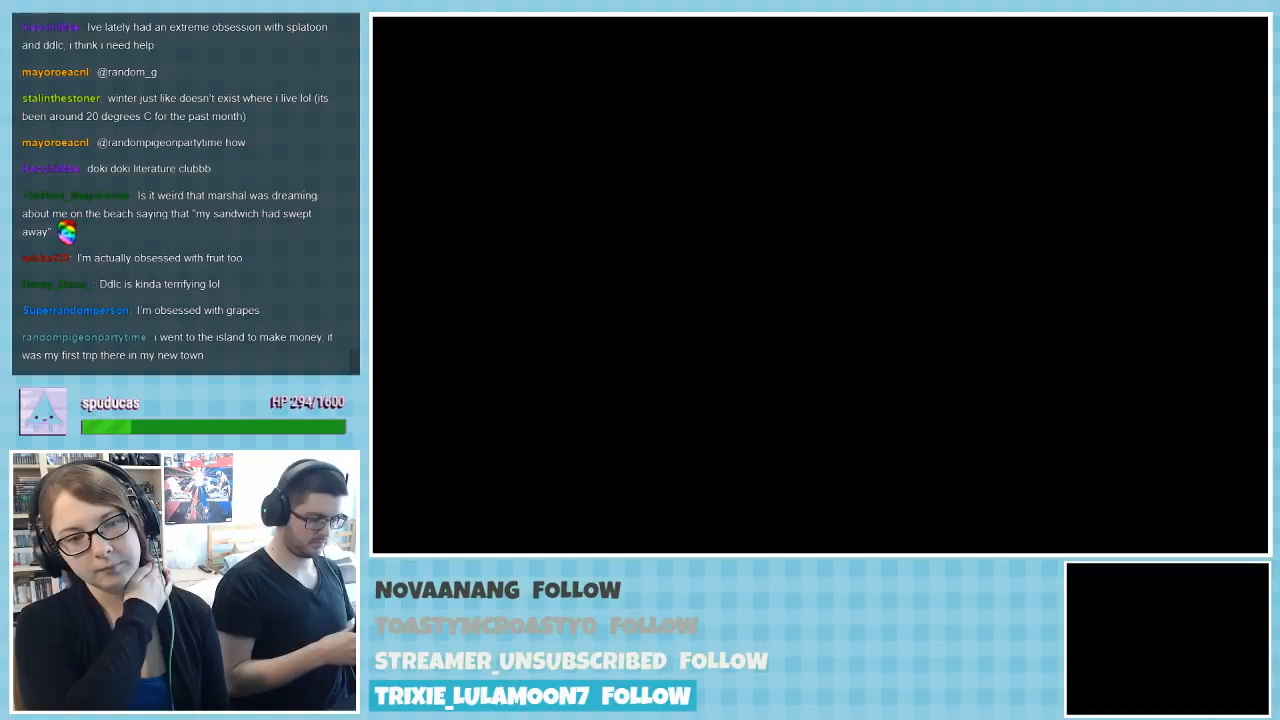 Ive lately had an extreme obsession with splatoon
and ddlc, i think i need help
mayoroeacnl: @random_g
stalinthestoner: winter just like doesn't exist where i live lol (its
been around 20 degrees C for the past month)
mayoroeacnl: @randompigeonpartytime how
doki doki literature clubbb
Is it weird that marshal was dreaming
about me on the beach saying that "my sandwich had swept
away"
I'm actually obsessed with fruit too
Ddlc is kinda terrifying lol
Superrandomperson: I'm obsessed with grapes
randompigeonpartytime: i went to the island to make money, it
was my first trip there in my new town
spuducas HP 294/1600
NOVAANANG FOLLOW
TOASTYMCROASTYO FOLLOW
STREAMER_UNSUBSCRIBED FOLLOW
TRIXIE_LULAMOON7 FOLLOW